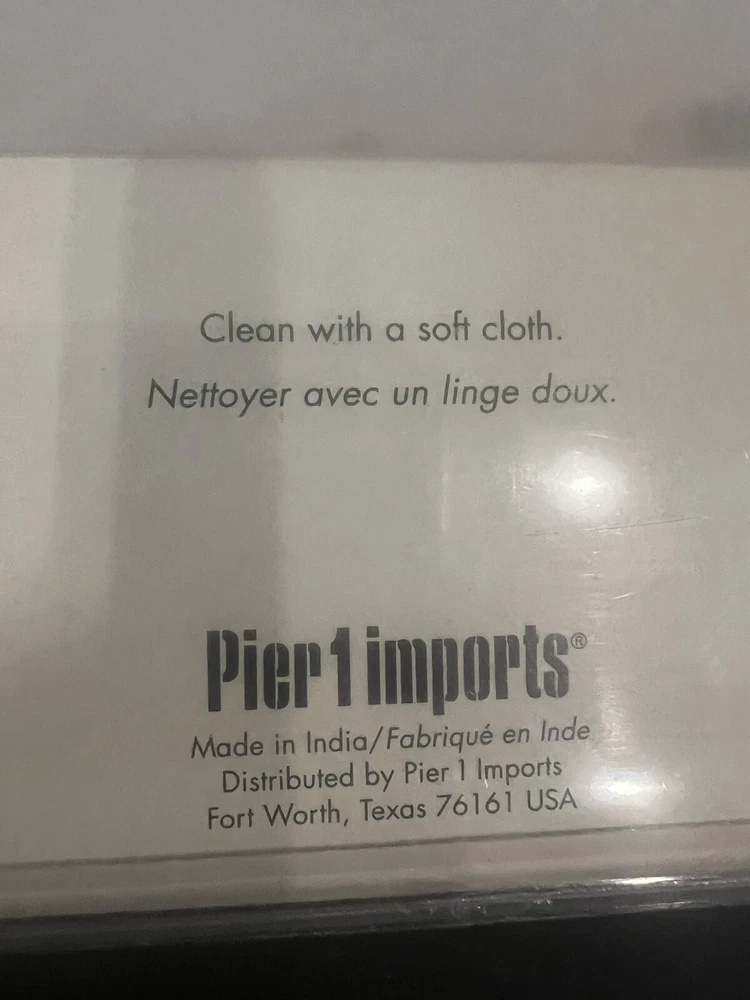 Clean with a soft cloth.
Nettoyer avec un linge doux.
Pier 1 imports®
Made in India/Fabriqué en Inde
Distributed by Pier 1 Imports
Fort Worth, Texas 76161 USA